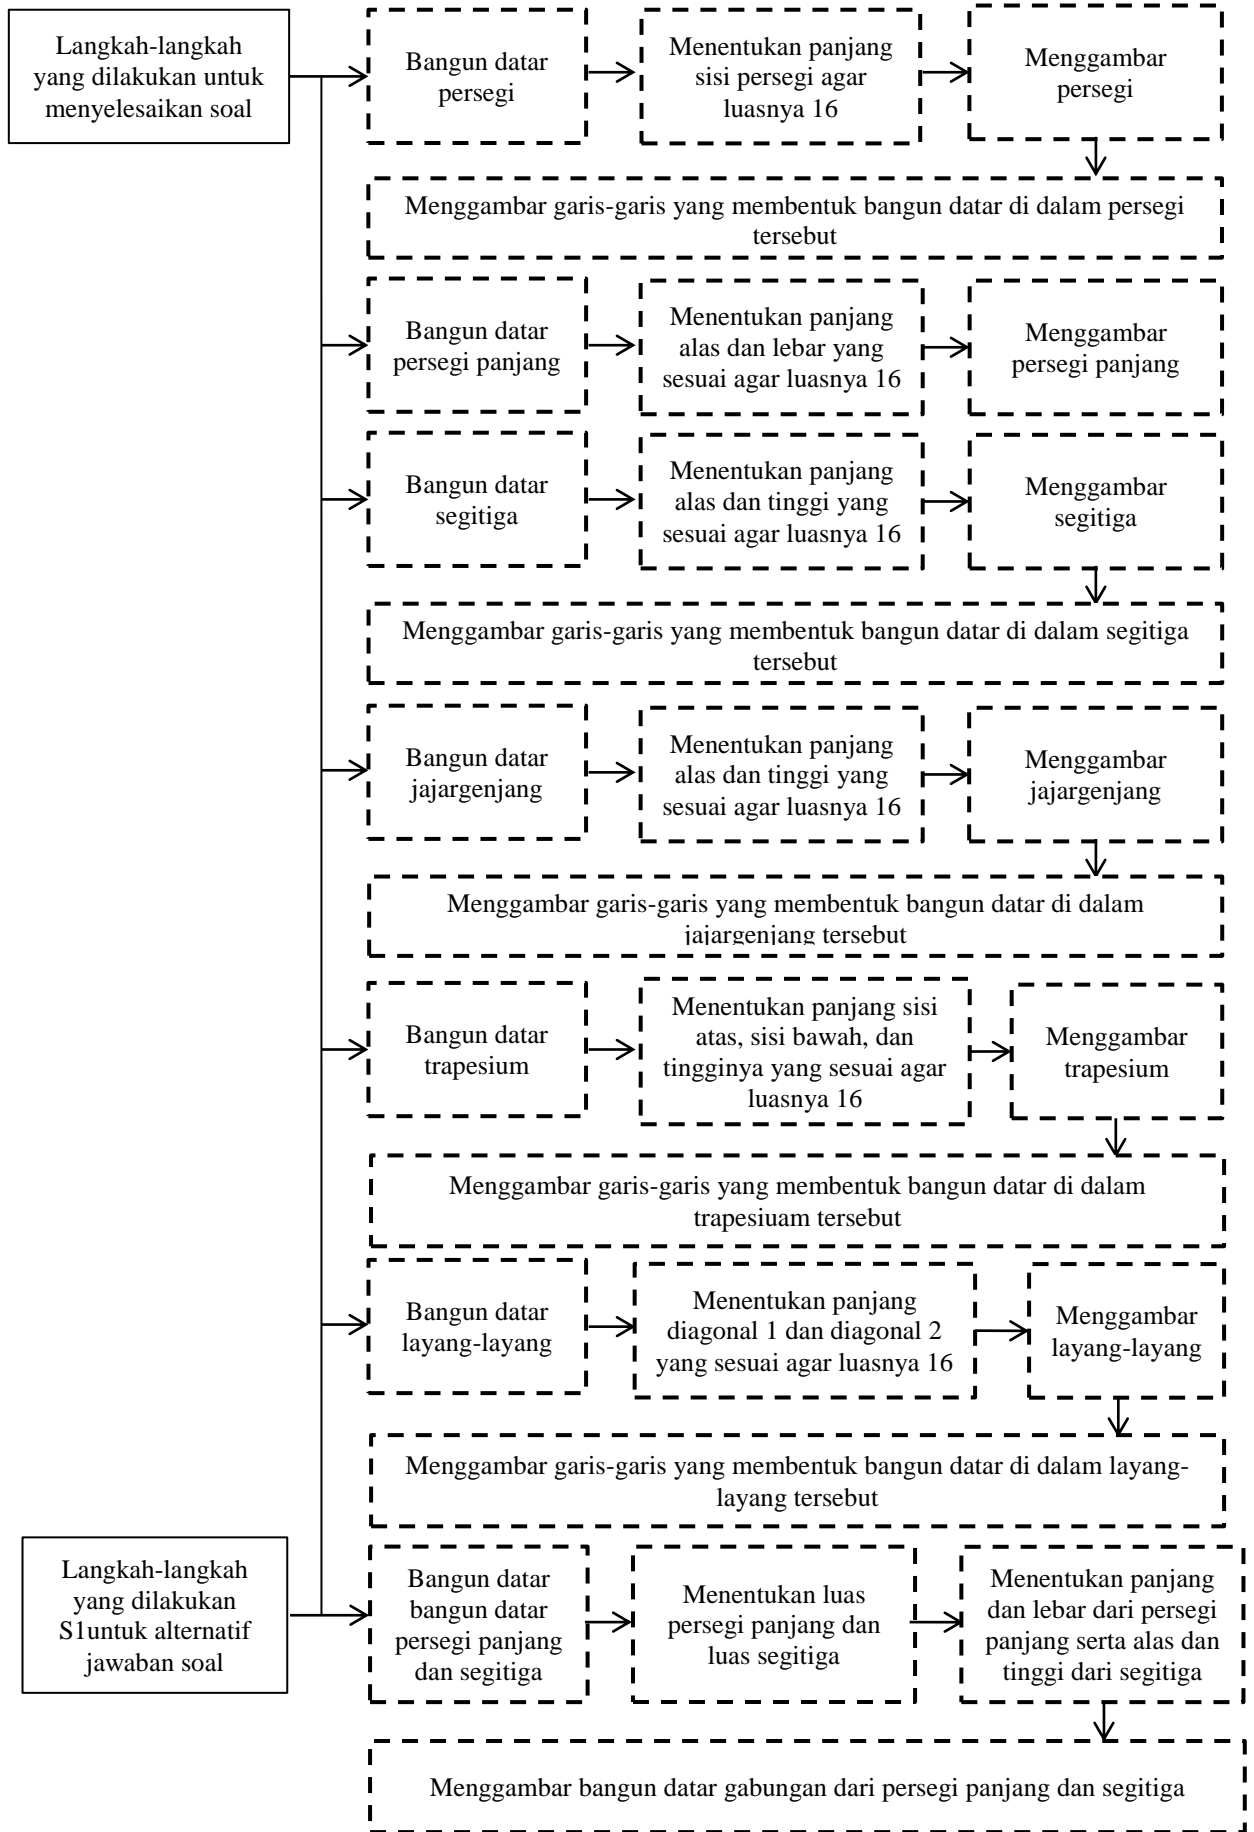 Langkah-langkah
yang dilakukan untuk
menyelesaikan soal
Bangun datar
persegi
Menentukan panjang
sisi persegi agar
luasnya 16
Menggambar
persegi
Menggambar garis-garis yang membentuk bangun datar di dalam persegi
tersebut
Bangun datar
persegi panjang
Menentukan panjang
alas dan lebar yang
sesuai agar luasnya 16
Menggambar
persegi panjang
Bangun datar
segitiga
Menentukan panjang
alas dan tinggi yang
sesuai agar luasnya 16
Menggambar
segitiga
Menggambar garis-garis yang membentuk bangun datar di dalam segitiga
tersebut
Bangun datar
jajargenjang
Menentukan panjang
alas dan tinggi yang
sesuai agar luasnya 16
Menggambar
jajargenjang
Menggambar garis-garis yang membentuk bangun datar di dalam
jajargenjang tersebut
Bangun datar
trapesium
Menentukan panjang sisi
atas, sisi bawah, dan
tingginya yang sesuai agar
luasnya 16
Menggambar
trapesium
Menggambar garis-garis yang membentuk bangun datar di dalam
trapesiuam tersebut
Bangun datar
layang-layang
Menentukan panjang
diagonal 1 dan diagonal 2
yang sesuai agar luasnya 16
Menggambar
layang-layang
Menggambar garis-garis yang membentuk bangun datar di dalam layang-
layang tersebut
Langkah-langkah
yang dilakukan
S1untuk alternatif
jawaban soal
Bangun datar
bangun datar
persegi panjang
dan segitiga
Menentukan luas
persegi panjang dan
luas segitiga
Menentukan panjang
dan lebar dari persegi
panjang serta alas dan
tinggi dari segitiga
Menggambar bangun datar gabungan dari persegi panjang dan segitiga